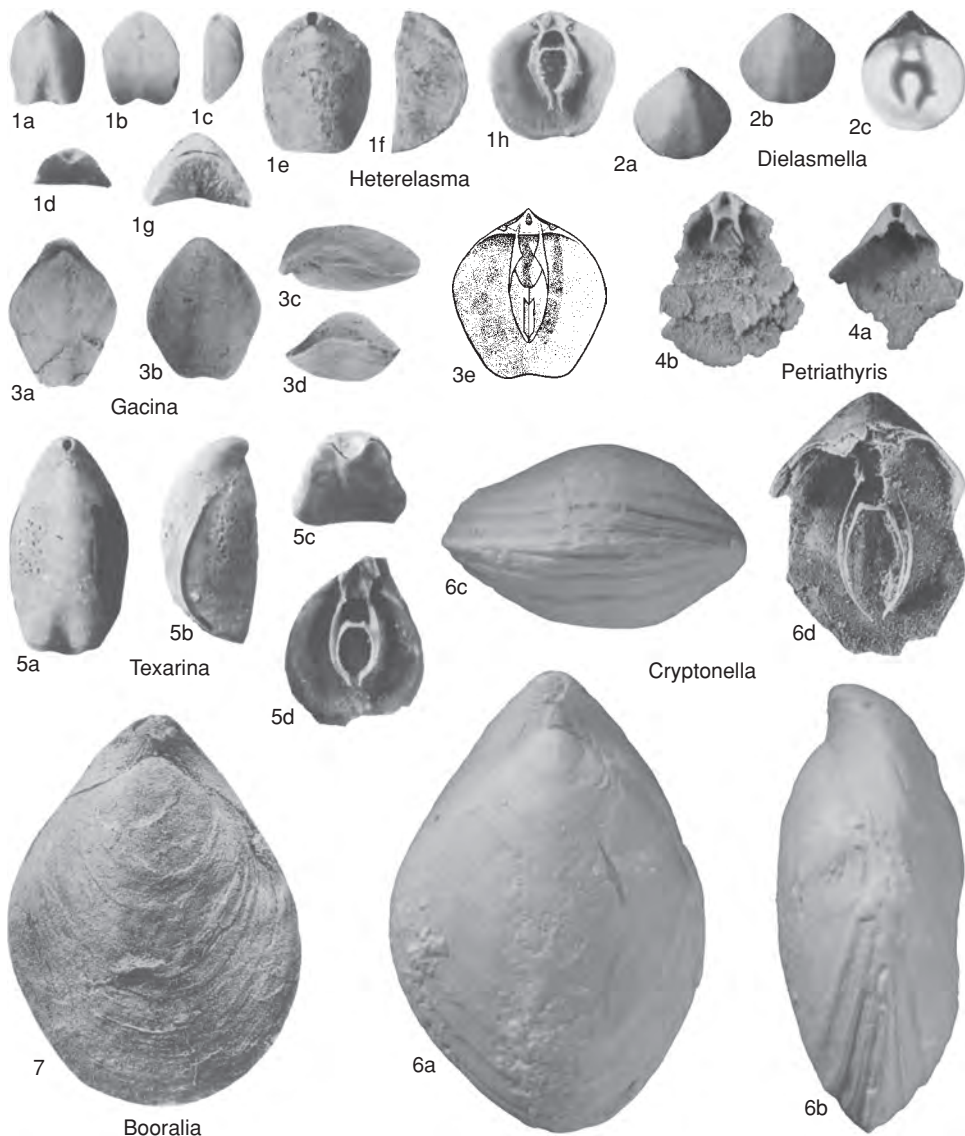 1a
1b
1c
1e
1f
1h
2a
2b
2c
Dielasmella
Heterelasma
1d
1g
3a
3b
3c
3d
3e
4b
4a
Petriathyris
Gacina
5a
5b
5c
5d
Texarina
6c
6d
Cryptonella
7
Booralia
6a
6b